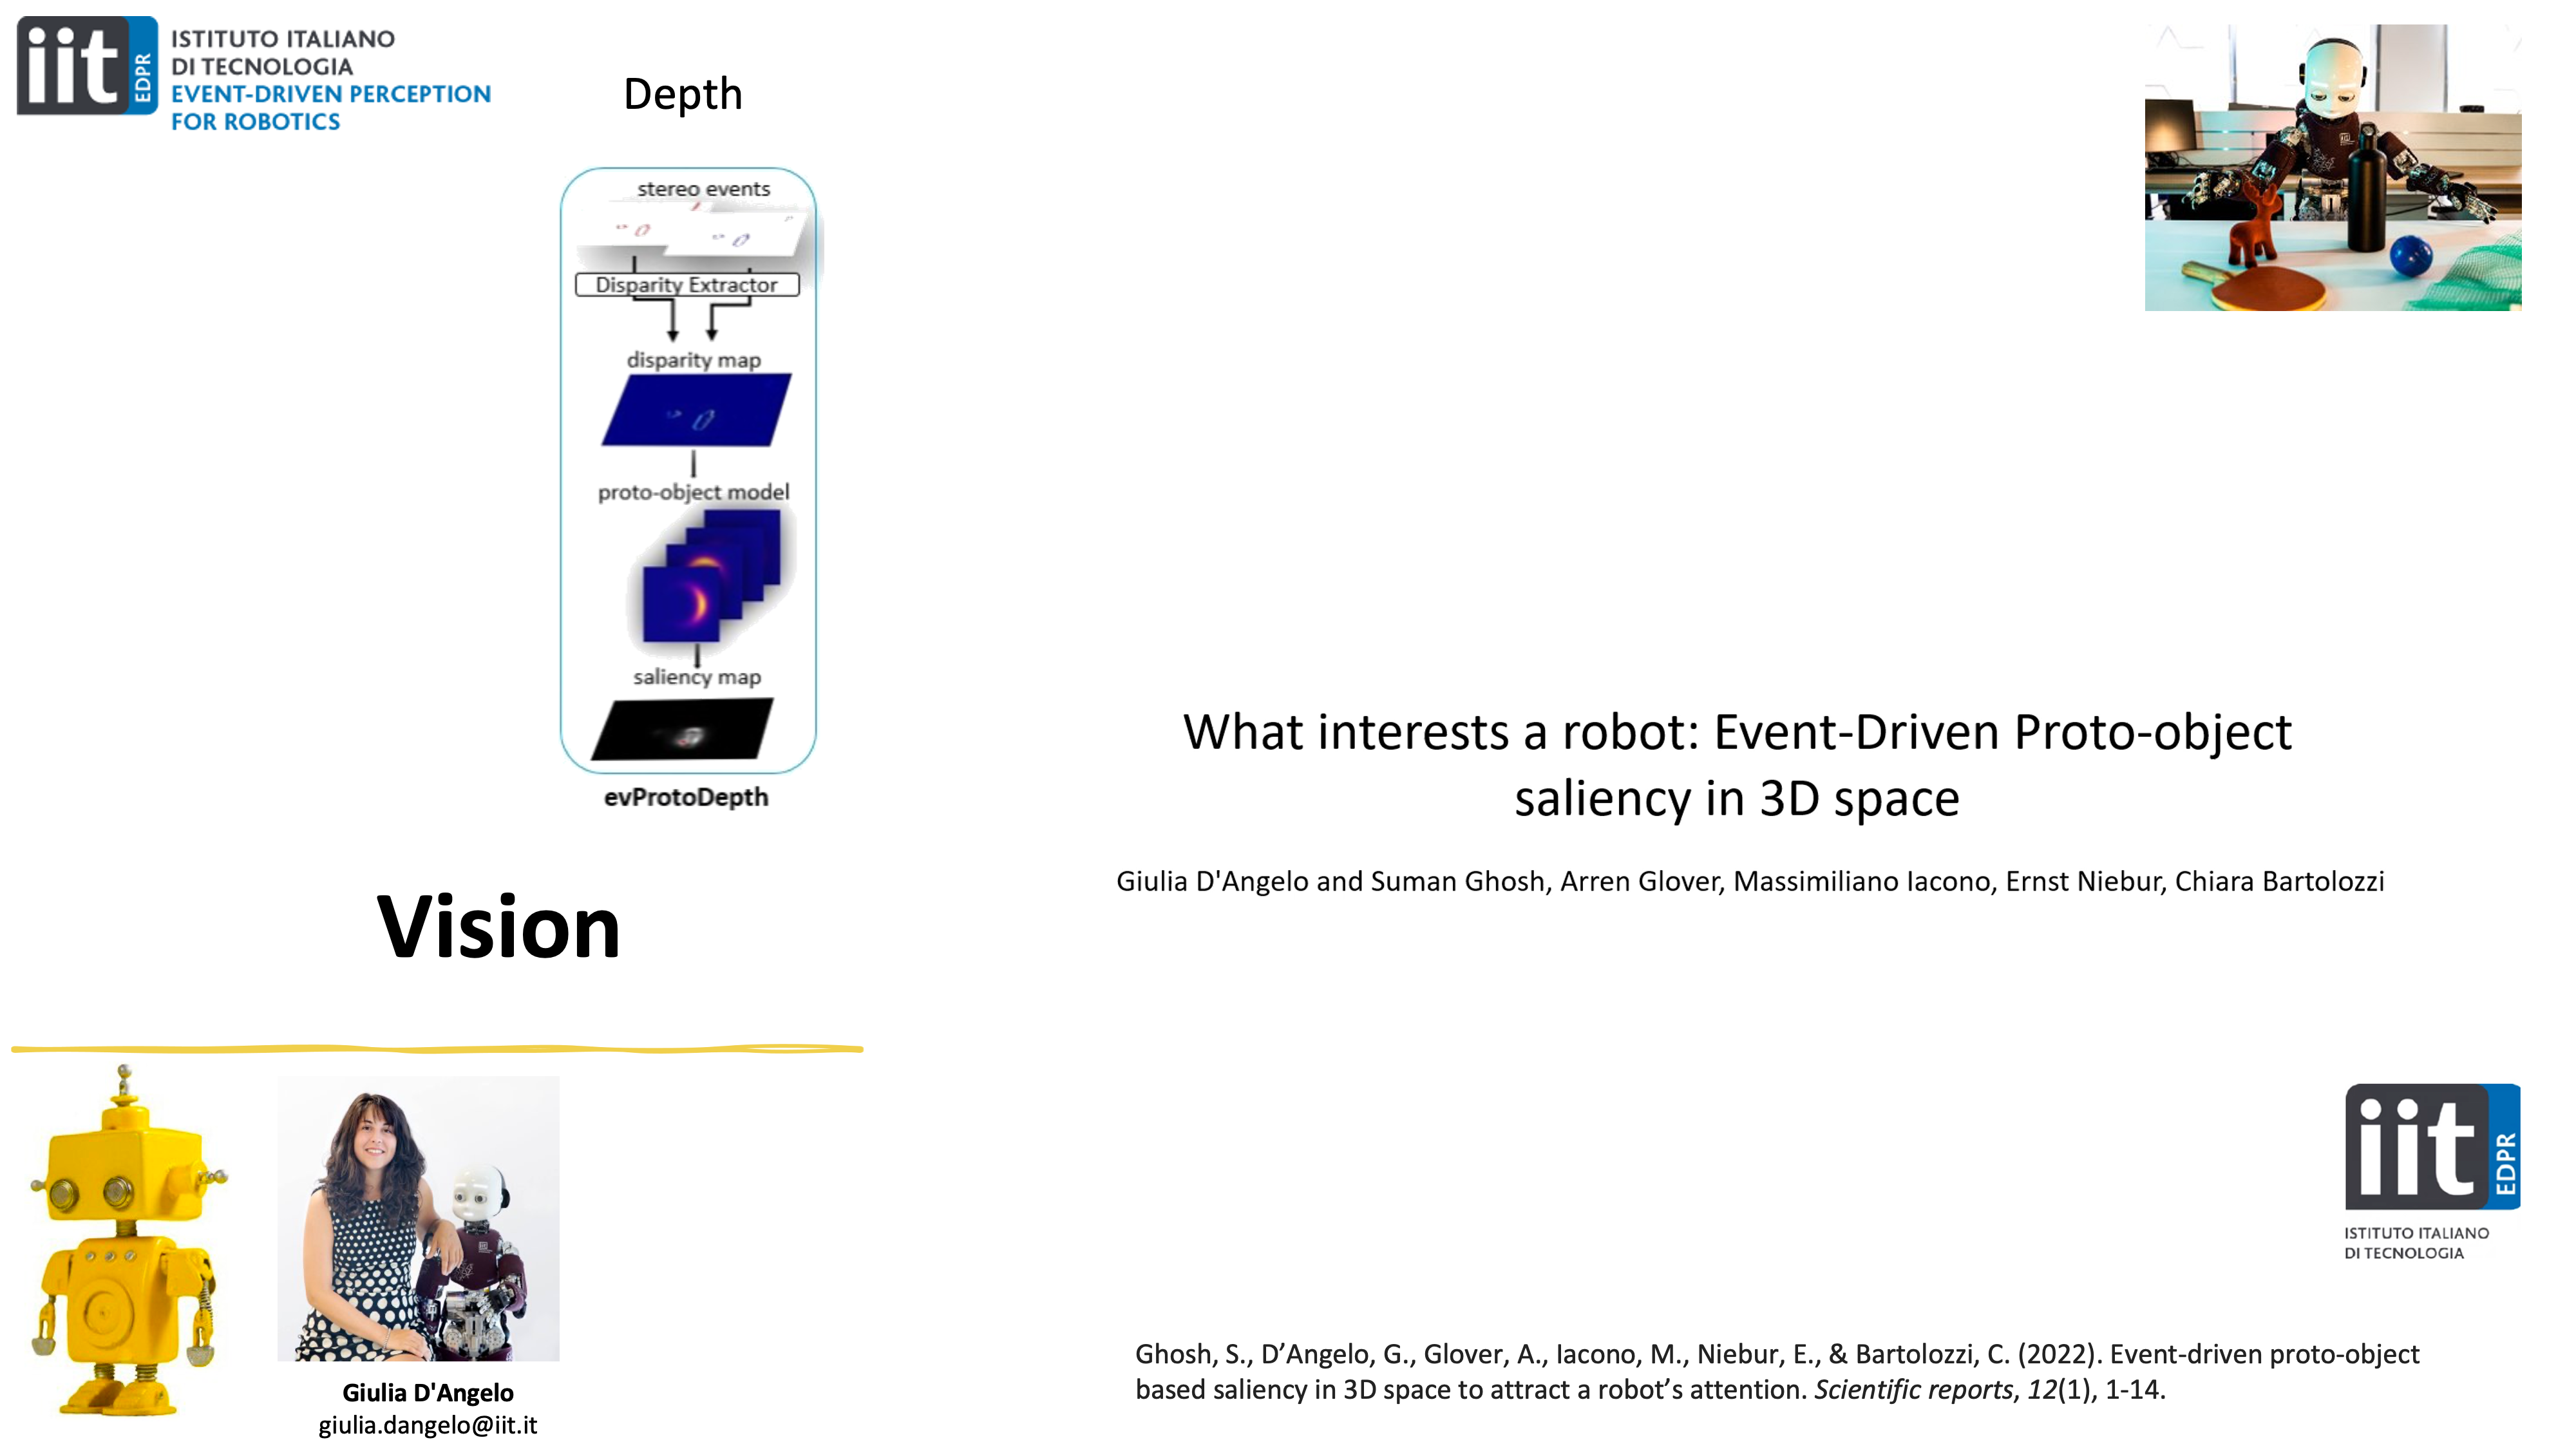 iit EDPR
ISTITUTO ITALIANO
DI TECNOLOGIA
EVENT-DRIVEN PERCEPTION
FOR ROBOTICS
Depth
stereo events
Disparity Extractor
disparity map
proto-object model
saliency map
evProtoDepth
Vision
What interests a robot: Event-Driven Proto-object
saliency in 3D space
Giulia D'Angelo and Suman Ghosh, Arren Glover, Massimiliano Iacono, Ernst Niebur, Chiara Bartolozzi
Giulia D'Angelo
giulia.dangelo@iit.it
iit EDPR
ISTITUTO ITALIANO
DI TECNOLOGIA
Ghosh, S., D’Angelo, G., Glover, A., Iacono, M., Niebur, E., & Bartolozzi, C. (2022). Event-driven proto-object
based saliency in 3D space to attract a robot’s attention. Scientific reports, 12(1), 1-14.